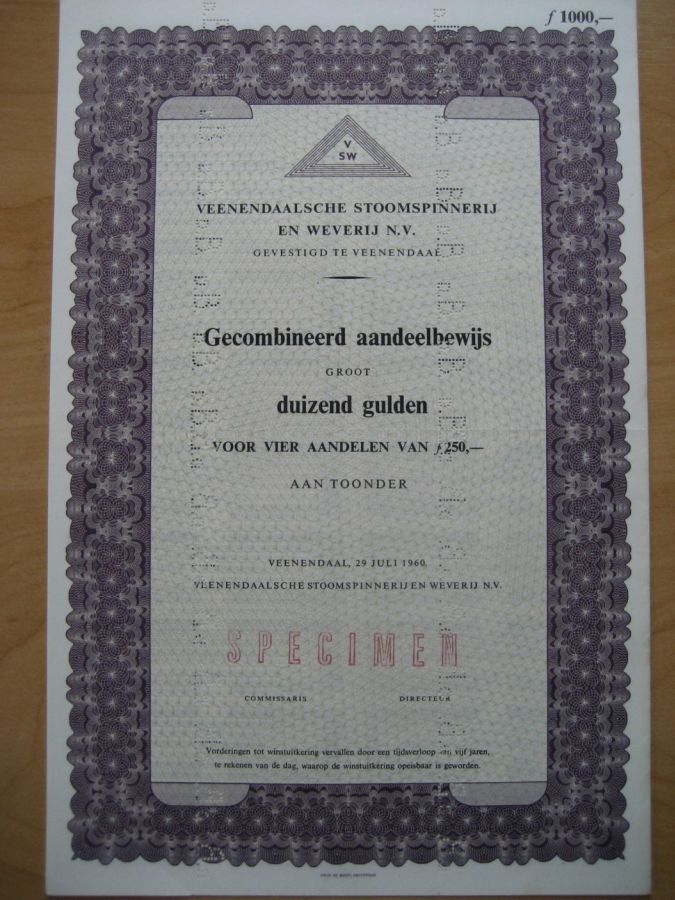 ƒ 1000,—
V
SW
VEENENDAALSCHE STOOMSPINNERIJ
EN WEVERIJ N.V.
GEVESTIGD TE VEENENDAAL
Gecombineerd aandeelbewijs
GROOT
duizend gulden
VOOR VIER AANDELEN VAN ƒ 250,—
AAN TOONDER
VEENENDAAL, 29 JULI 1960.
VEENENDAALSCHE STOOMSPINNERIJ EN WEVERIJ N.V.
SPECIMEN
COMMISSARIS DIRECTEUR
Vorderingen tot winstuitkering vervallen door een tijdsverloop van vijf jaren,
te rekenen van de dag, waarop de winstuitkering opeisbaar is geworden.